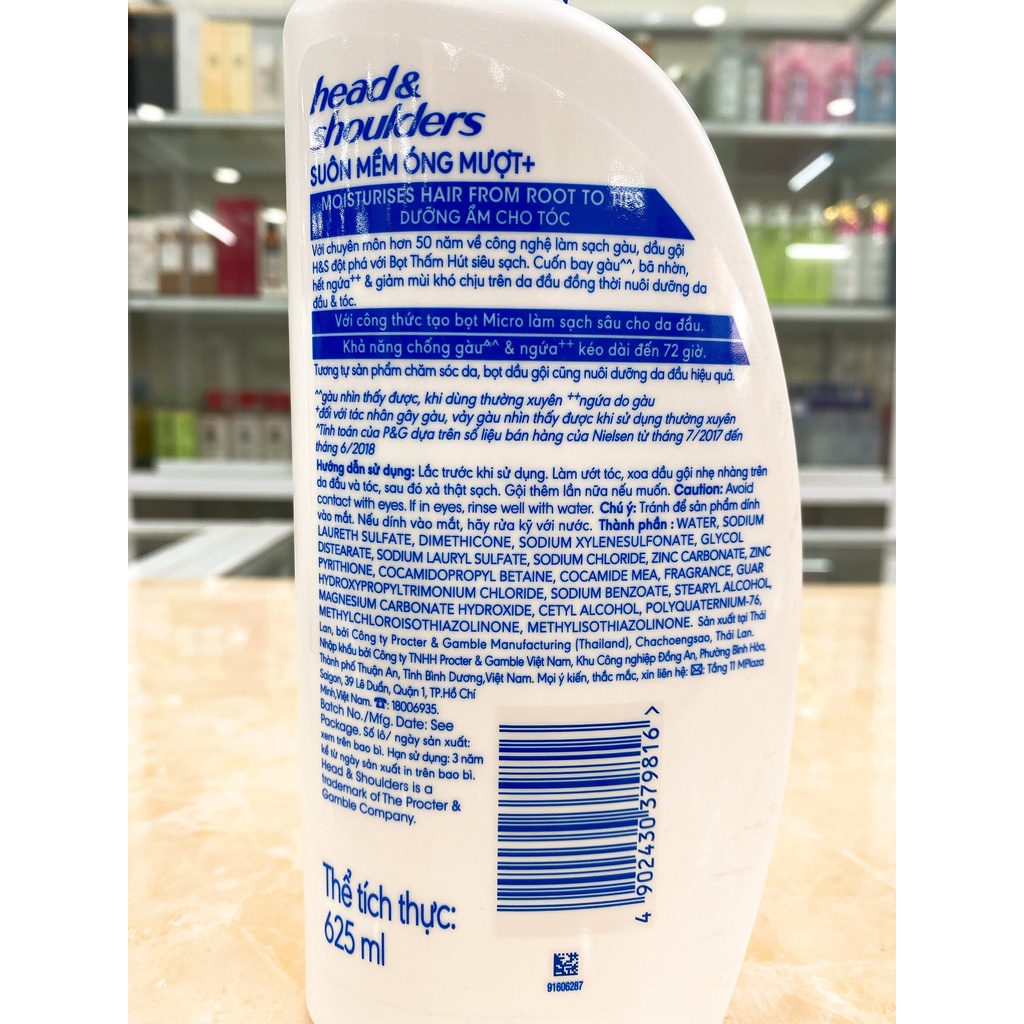 head &
shoulders
SUÔN MỀM ÓNG MƯỢT+
MOISTURISES HAIR FROM ROOT TO TIPS
DƯỠNG ẨM CHO TÓC
Với chuyên môn hơn 50 năm về công nghệ làm sạch gàu, dầu gội
H&S đột phá với Bọt Thấm Hút siêu sạch. Cuốn bay gàu^^, bã nhờn,
hết ngứa++ & giảm mùi khó chịu trên da đầu đồng thời nuôi dưỡng da
đầu & tóc.
Với công thức tạo bọt Micro làm sạch sâu cho da đầu.
Khả năng chống gàu^^ & ngứa++ kéo dài đến 72 giờ.
Tương tự sản phẩm chăm sóc da, bọt dầu gội cũng nuôi dưỡng da đầu hiệu quả.
^^gàu nhìn thấy được, khi dùng thường xuyên ++ngứa do gàu
+đối với tác nhân gây gàu, vảy gàu nhìn thấy được khi sử dụng thường xuyên
^Tính toán của P&G dựa trên số liệu bán hàng của Nielsen từ tháng 7/2017 đến
tháng 6/2018
Hướng dẫn sử dụng: Lắc trước khi sử dụng. Làm ướt tóc, xoa dầu gội nhẹ nhàng trên
da đầu và tóc, sau đó xả thật sạch. Gội thêm lần nữa nếu muốn. Caution: Avoid
contact with eyes. If in eyes, rinse well with water. Chú ý: Tránh để sản phẩm dính
vào mắt. Nếu dính vào mắt, hãy rửa kỹ với nước. Thành phần : WATER, SODIUM
LAURETH SULFATE, DIMETHICONE, SODIUM XYLENESULFONATE, GLYCOL
DISTEARATE, SODIUM LAURYL SULFATE, SODIUM CHLORIDE, ZINC CARBONATE, ZINC
PYRITHIONE, COCAMIDOPROPYL BETAINE, COCAMIDE MEA, FRAGRANCE, GUAR
HYDROXYPROPYLTRIMONIUM CHLORIDE, SODIUM BENZOATE, STEARYL ALCOHOL,
MAGNESIUM CARBONATE HYDROXIDE, CETYL ALCOHOL, POLYQUATERNIUM-76,
METHYLCHLOROISOTHIAZOLINONE, METHYLISOTHIAZOLINONE. Sản xuất tại Thái
Lan, bởi Công ty Procter & Gamble Manufacturing (Thailand), Chachoengsao, Thái Lan.
Nhập khẩu bởi Công ty TNHH Procter & Gamble Việt Nam, Khu Công nghiệp Đồng An, Phường Bình Hòa,
Thành phố Thuận An, Tỉnh Bình Dương,Việt Nam. Mọi ý kiến, thắc mắc, xin liên hệ: ✉: Tầng 11 MPlaza
Saigon, 39 Lê Duẩn, Quận 1, TP.Hồ Chí
Minh,Việt Nam. ☎: 18006935.
Batch No./Mfg. Date: See
Package. Số lô/ ngày sản xuất:
xem trên bao bì. Hạn sử dụng: 3 năm
kể từ ngày sản xuất in trên bao bì.
Head & Shoulders is a
trademark of The Procter &
Gamble Company.
4 902430 379816 >
Thể tích thực:
625 ml
91606287